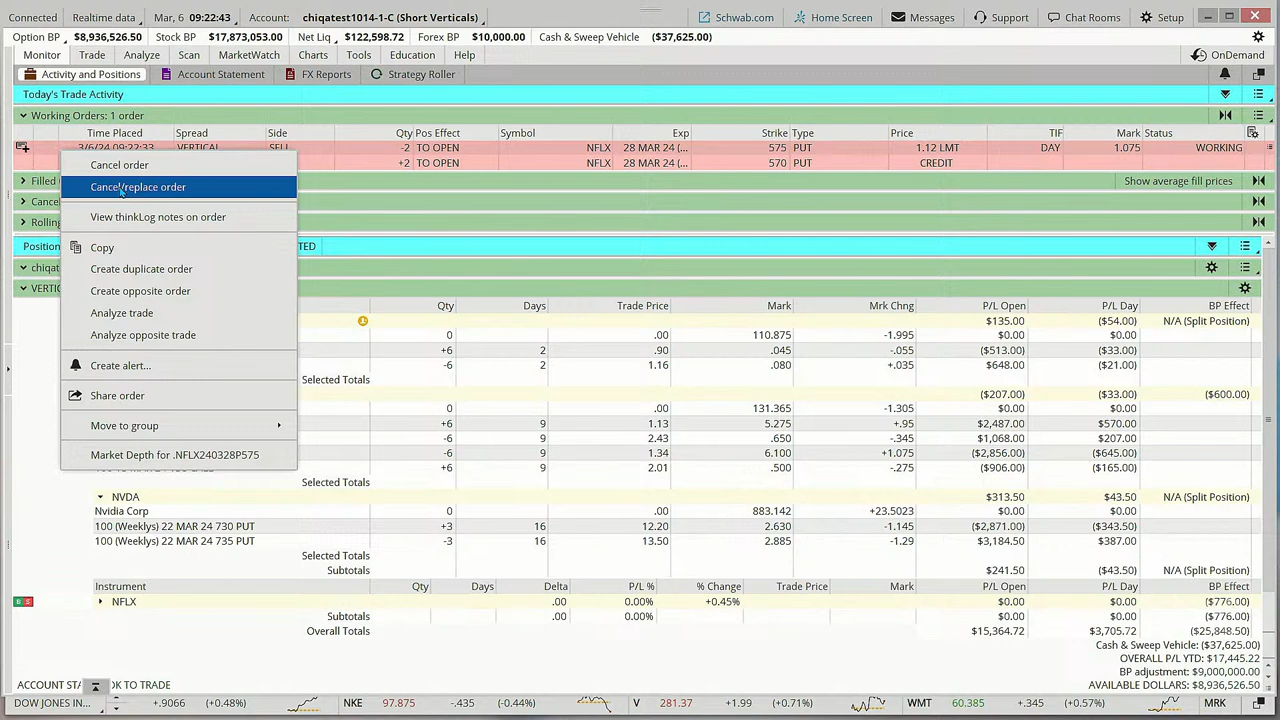 Connected Realtime data Mar, 6 09:22:43 Account: chiqatest1014-1-C (Short Verticals) Schwab.com Home Screen Messages Support Chat Rooms Setup
Option BP $8,936,526.50 Stock BP $17,873,053.00 Net Liq $122,598.72 Forex BP $10,000.00 Cash & Sweep Vehicle ($37,625.00)
Monitor Trade Analyze Scan MarketWatch Charts Tools Education Help OnDemand
Activity and Positions Account Statement FX Reports Strategy Roller
Today's Trade Activity
Working Orders: 1 order
Time Placed Spread Side Qty Pos Effect Symbol Exp Strike Type Price TIF Mark Status
3/6/24 09:22:33 VERTICAL SELL -2 TO OPEN NFLX 28 MAR 24 (... 575 PUT 1.12 LMT DAY 1.075 WORKING
+2 TO OPEN NFLX 28 MAR 24 (... 570 PUT CREDIT
Cancel order
Filled Show average fill prices
Cancel/replace order
Cance
View thinkLog notes on order
Rolling
Position TED
Copy
chiqat
Create duplicate order
VERTIC
Create opposite order
Qty Days Trade Price Mark Mrk Chng P/L Open P/L Day BP Effect
Analyze trade
$135.00 ($54.00) N/A (Split Position)
Analyze opposite trade
0 .00 110.875 -1.995 $0.00 $0.00
+6 2 .90 .045 -.055 ($513.00) ($33.00)
Create alert...
-6 2 1.16 .080 +.035 $648.00 ($21.00)
Selected Totals
Share order
($207.00) ($33.00) ($600.00)
0 .00 131.365 -1.305 $0.00 $0.00
Move to group
+6 9 1.13 5.275 +.95 $2,487.00 $570.00
-6 9 2.43 .650 -.345 $1,068.00 $207.00
Market Depth for .NFLX240328P575
-6 9 1.34 6.100 +1.075 ($2,856.00) ($645.00)
+6 9 2.01 .500 -.275 ($906.00) ($165.00)
Selected Totals
NVDA $313.50 $43.50 N/A (Split Position)
Nvidia Corp 0 .00 883.142 +23.5023 $0.00 $0.00
100 (Weeklys) 22 MAR 24 730 PUT +3 16 12.20 2.630 -1.145 ($2,871.00) ($343.50)
100 (Weeklys) 22 MAR 24 735 PUT -3 16 13.50 2.885 -1.29 $3,184.50 $387.00
Selected Totals
Subtotals $241.50 ($43.50) N/A (Split Position)
Instrument Qty Days Delta P/L % % Change Trade Price Mark P/L Open P/L Day BP Effect
B S NFLX .00 0.00% +0.45% $0.00 $0.00 ($776.00)
Subtotals .00 0.00% $0.00 $0.00 ($776.00)
Overall Totals $15,364.72 $3,705.72 ($25,848.50)
Cash & Sweep Vehicle: ($37,625.00)
OVERALL P/L YTD: $17,445.22
BP adjustment: $9,000,000.00
ACCOUNT STA OK TO TRADE AVAILABLE DOLLARS: $8,936,526.50
DOW JONES IN... +.9066 (+0.48%) NKE 97.875 -.435 (-0.44%) V 281.37 +1.99 (+0.71%) WMT 60.385 +.345 (+0.57%) MRK